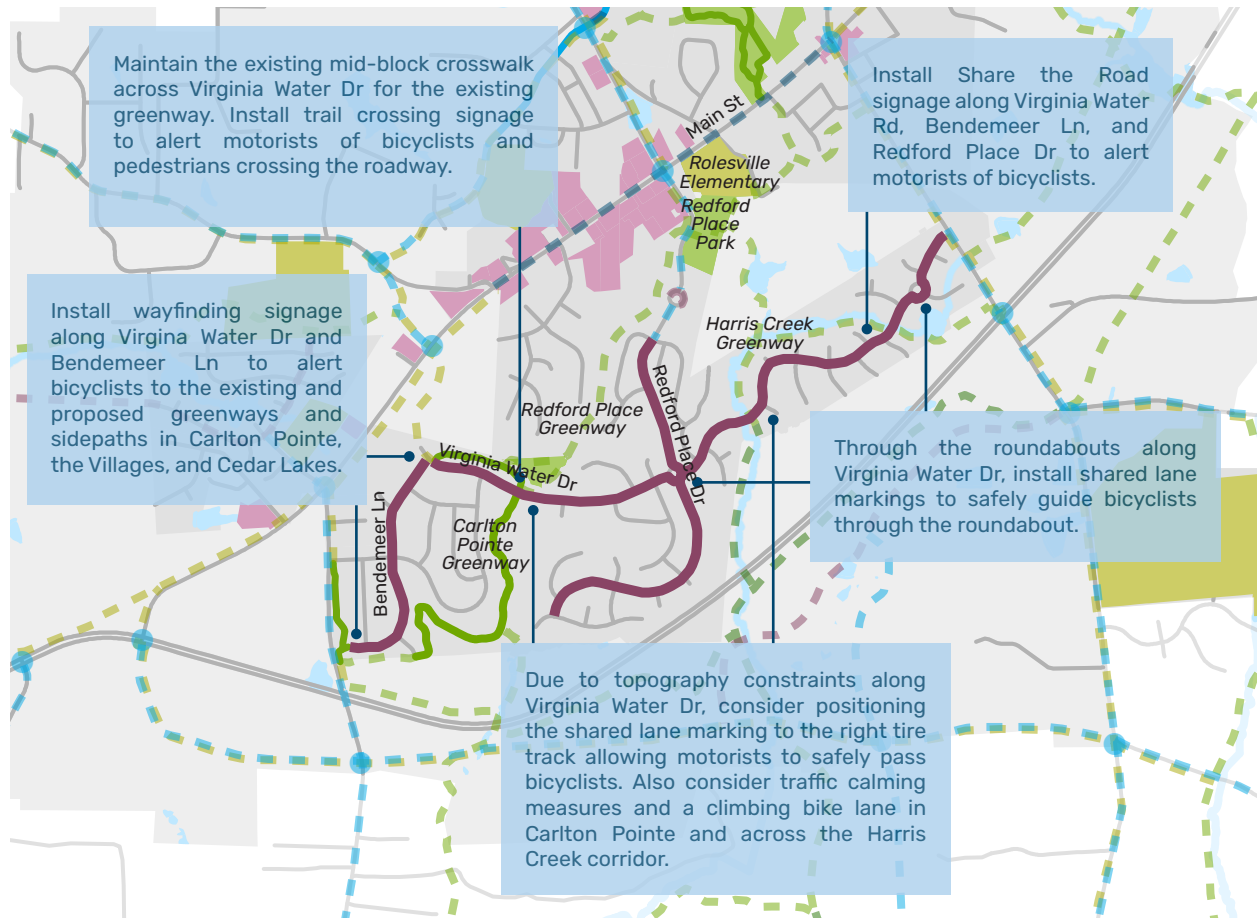 Maintain the existing mid-block crosswalk
across Virginia Water Dr for the existing
greenway. Install trail crossing signage
to alert motorists of bicyclists and
pedestrians crossing the roadway.
Install Share the Road
signage along Virginia Water
Rd, Bendemeer Ln, and
Redford Place Dr to alert
motorists of bicyclists.
Main St
Rolesville
Elementary
Redford
Place
Park
Install wayfinding signage
along Virgina Water Dr and
Bendemeer Ln to alert
bicyclists to the existing and
proposed greenways and
sidepaths in Carlton Pointe,
the Villages, and Cedar Lakes.
Harris Creek
Greenway
Redford Place Dr
Redford Place
Greenway
Virginia Water Dr
Carlton
Pointe
Greenway
Bendemeer Ln
Through the roundabouts along
Virginia Water Dr, install shared lane
markings to safely guide bicyclists
through the roundabout.
Due to topography constraints along
Virginia Water Dr, consider positioning
the shared lane marking to the right tire
track allowing motorists to safely pass
bicyclists. Also consider traffic calming
measures and a climbing bike lane in
Carlton Pointe and across the Harris
Creek corridor.